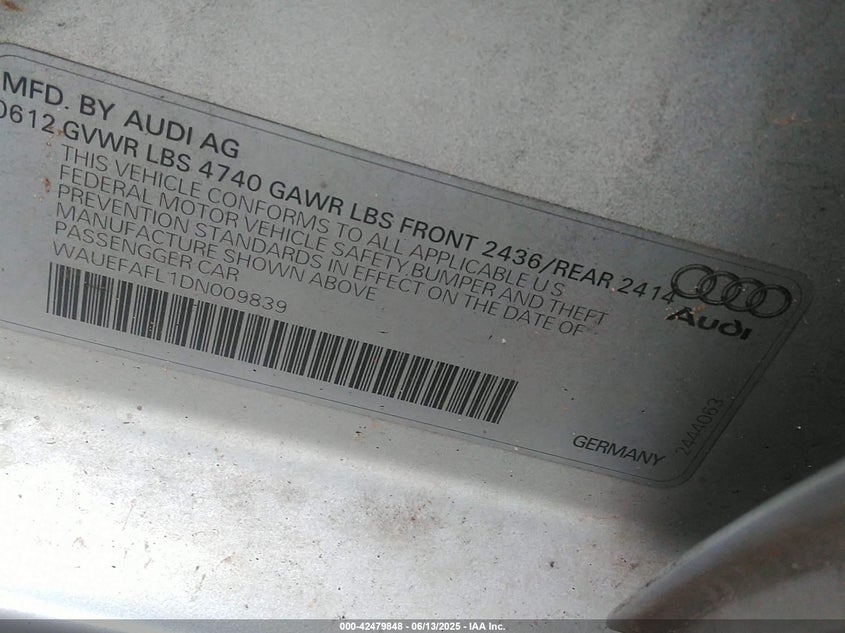 MFD. BY AUDI AG
0612 GVWR LBS 4740 GAWR LBS FRONT 2436/REAR 2414
THIS VEHICLE CONFORMS TO ALL APPLICABLE U S
FEDERAL MOTOR VEHICLE SAFETY, BUMPER AND THEFT
PREVENTION STANDARDS IN EFFECT ON THE DATE OF
MANUFACTURE SHOWN ABOVE
PASSENGGER CAR
WAUEFAFL1DN009839
Audi
GERMANY
2444063
000-42479848 - 06/13/2025 - IAA Inc.